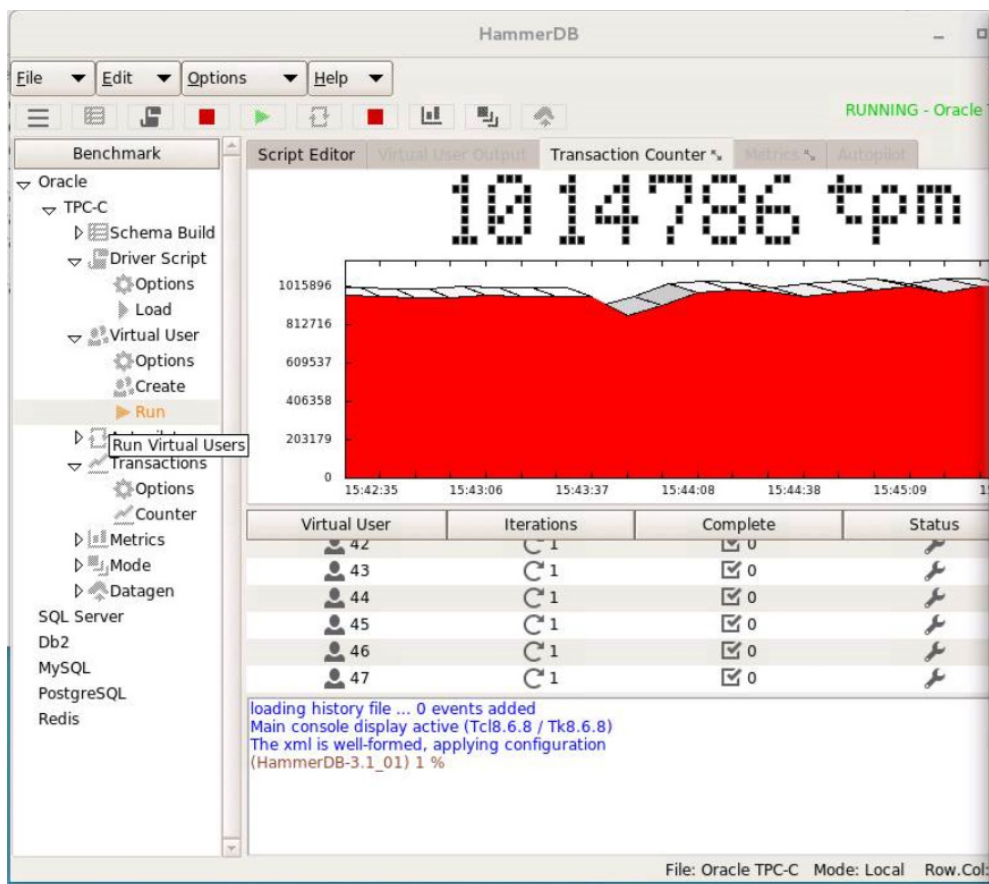 HammerDB
File Edit Options Help
RUNNING - Oracle
Benchmark
Script Editor Virtual User Output Transaction Counter Metrics Autopilot
Oracle
TPC-C
Schema Build
Driver Script
Options
Load
Virtual User
Options
Create
Run
Run Virtual Users
Transactions
Options
Counter
Metrics
Mode
Datagen
SQL Server
Db2
MySQL
PostgreSQL
Redis
1014786 tpm
1015896
812716
609537
406358
203179
0
15:42:35 15:43:06 15:43:37 15:44:08 15:44:38 15:45:09
Virtual User Iterations Complete Status
42 1 0
43 1 0
44 1 0
45 1 0
46 1 0
47 1 0
loading history file ... 0 events added
Main console display active (Tcl8.6.8 / Tk8.6.8)
The xml is well-formed, applying configuration
(HammerDB-3.1_01) 1 %
File: Oracle TPC-C Mode: Local Row.Col: